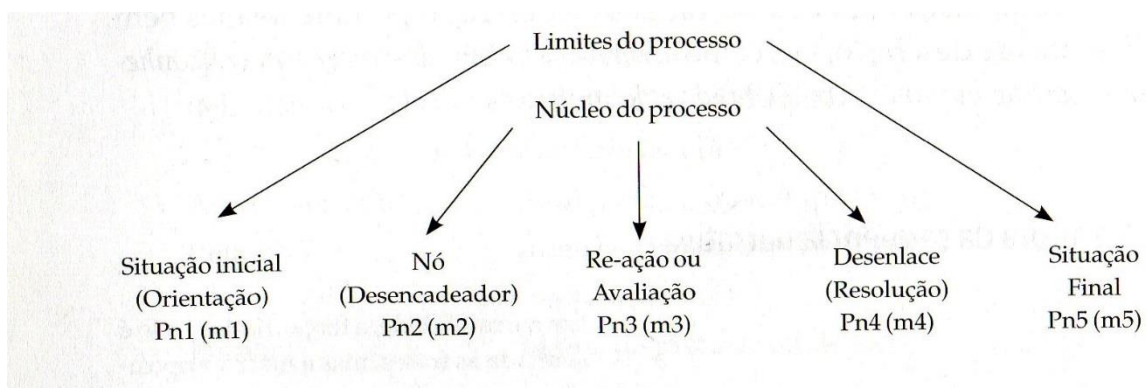 Limites do processo
Núcleo do processo
Situação inicial
(Orientação)
Pn1 (m1)
Nó
(Desencadeador)
Pn2 (m2)
Re-ação ou
Avaliação
Pn3 (m3)
Desenlace
(Resolução)
Pn4 (m4)
Situação
Final
Pn5 (m5)